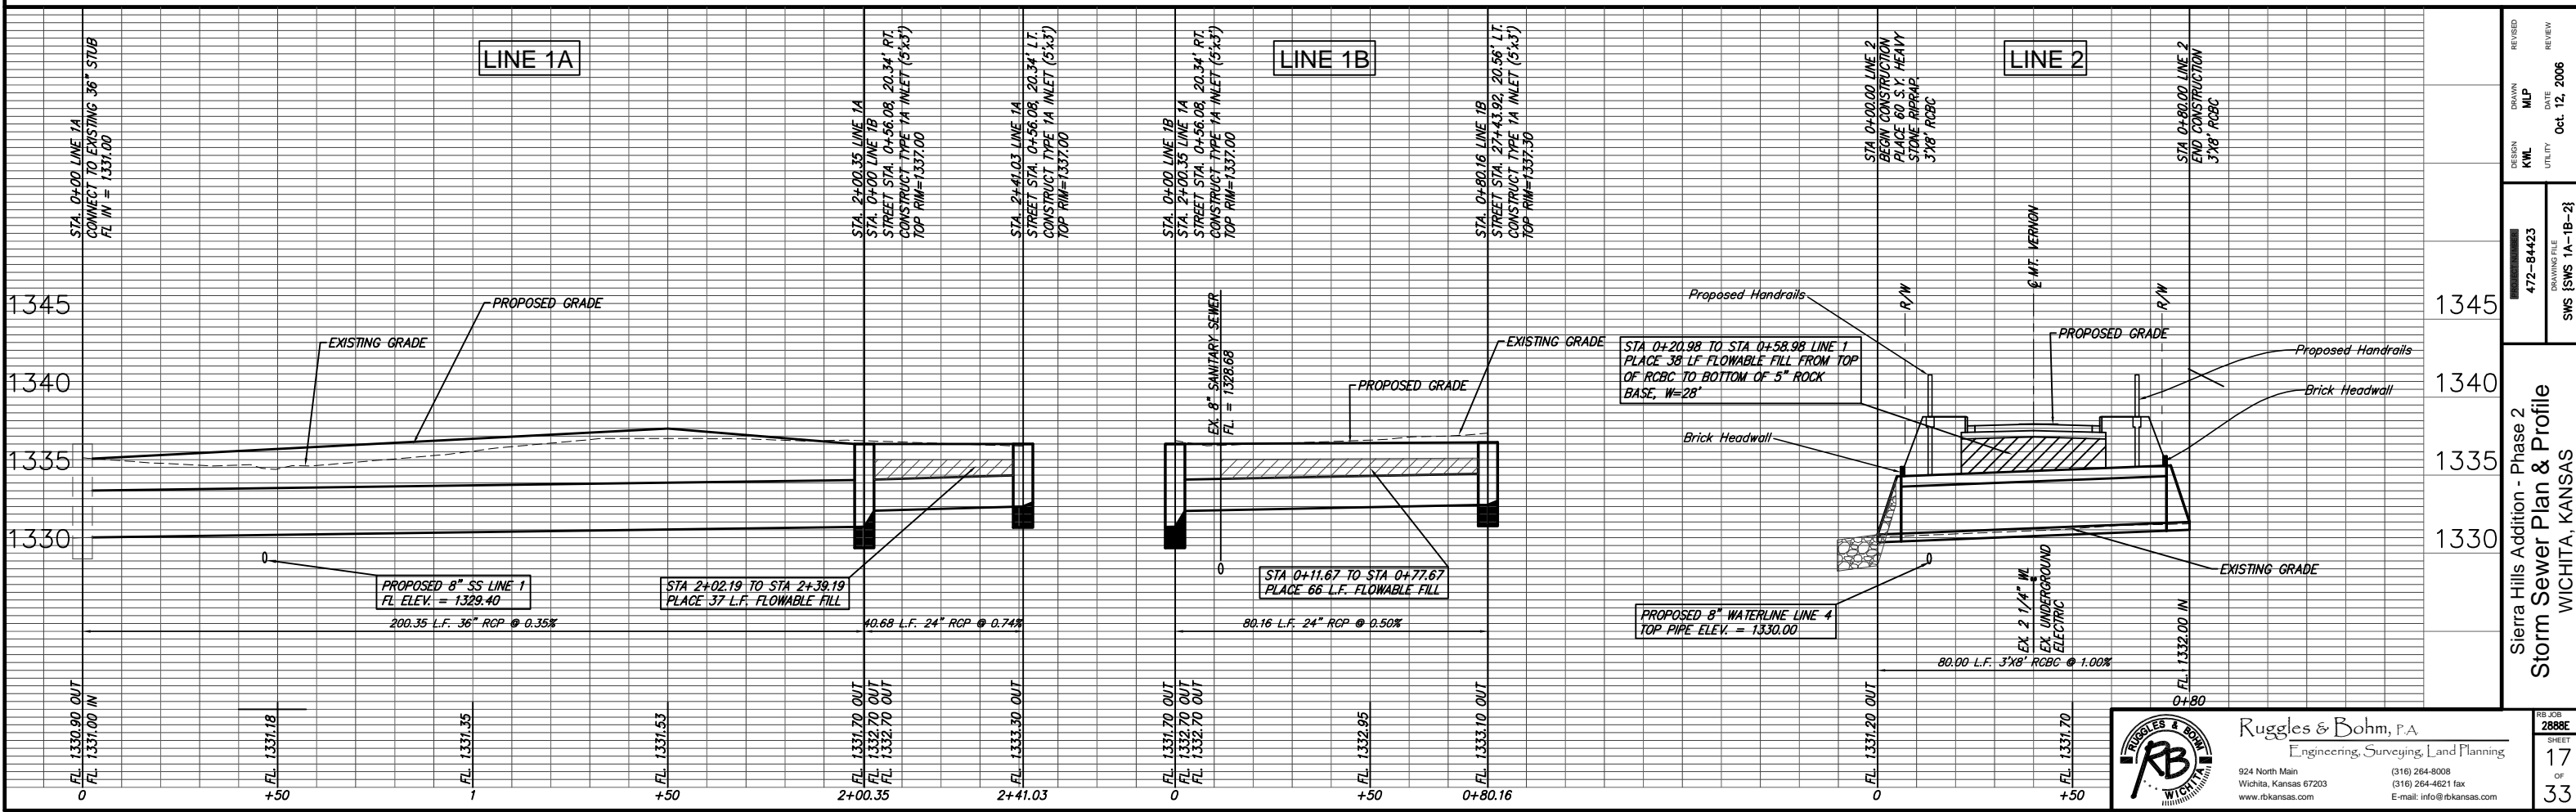 LINE 1A
LINE 1B
LINE 2
STA. 0+00 LINE 1A
CONNECT TO EXISTING 36" STUB
FL IN = 1331.00
STA. 2+00.35 LINE 1A
STA. 0+00 LINE 1B
STREET STA. 0+56.08, 20.34' RT.
CONSTRUCT TYPE 1A INLET (5'x3')
TOP RIM=1337.00
STA. 2+41.03 LINE 1A
STREET STA. 0+56.08, 20.34' LT.
CONSTRUCT TYPE 1A INLET (5'x3')
TOP RIM=1337.00
STA. 0+00 LINE 1B
STA. 2+00.35 LINE 1A
STREET STA. 0+56.08, 20.34' RT.
CONSTRUCT TYPE 1A INLET (5'x3')
TOP RIM=1337.00
STA. 0+80.16 LINE 1B
STREET STA. 27+43.92, 20.56' LT.
CONSTRUCT TYPE 1A INLET (5'x3')
TOP RIM=1337.30
STA 0+00.00 LINE 2
BEGIN CONSTRUCTION
PLACE 60 S.Y. HEAVY
STONE RIPRAP.
3'X8' RCBC
STA 0+80.00 LINE 2
END CONSTRUCTION
3'X8' RCBC
1345
1340
1335
1330
1345
1340
1335
1330
PROPOSED GRADE
EXISTING GRADE
EX. 8" SANITARY SEWER
FL = 1328.68
EXISTING GRADE
PROPOSED GRADE
STA 0+20.98 TO STA 0+58.98 LINE 1
PLACE 38 LF FLOWABLE FILL FROM TOP
OF RCBC TO BOTTOM OF 5" ROCK
BASE, W=28'
Proposed Handrails
R/W
℄ MT. VERNON
R/W
PROPOSED GRADE
Proposed Handrails
Brick Headwall
Brick Headwall
EXISTING GRADE
PROPOSED 8" SS LINE 1
FL ELEV. = 1329.40
STA 2+02.19 TO STA 2+39.19
PLACE 37 L.F. FLOWABLE FILL
STA 0+11.67 TO STA 0+77.67
PLACE 66 L.F. FLOWABLE FILL
PROPOSED 8" WATERLINE LINE 4
TOP PIPE ELEV. = 1330.00
EX. 2 1/4" WL
EX. UNDERGROUND
ELECTRIC
200.35 L.F. 36" RCP @ 0.35%
40.68 L.F. 24" RCP @ 0.74%
80.16 L.F. 24" RCP @ 0.50%
80.00 L.F. 3'X8' RCBC @ 1.00%
FL. 1330.90 OUT
FL. 1331.00 IN
FL. 1331.18
FL. 1331.35
FL. 1331.53
FL. 1331.70 OUT
FL. 1332.70 OUT
FL. 1332.70 OUT
FL. 1333.30 OUT
FL. 1331.70 OUT
FL. 1332.70 OUT
FL. 1332.70 OUT
FL. 1332.95
FL. 1333.10 OUT
FL. 1331.20 OUT
FL. 1331.70
FL. 1332.00 IN
0+80
0
+50
1
+50
2+00.35
2+41.03
0
+50
0+80.16
0
+50
DESIGN
KWL
DRAWN
MLP
REVISED
UTILITY
DATE
Oct. 12, 2006
REVIEW
PROJECT NUMBER
472-84423
DRAWING FILE
SWS {SWS 1A-1B-2}
Sierra Hills Addition - Phase 2
Storm Sewer Plan & Profile
WICHITA, KANSAS
RUGGLES & BOHM
RB
WICHITA
Ruggles & Bohm, P.A.
Engineering, Surveying, Land Planning
924 North Main
Wichita, Kansas 67203
www.rbkansas.com
(316) 264-8008
(316) 264-4621 fax
E-mail: info@rbkansas.com
RB JOB
2888E
SHEET
17
OF
33